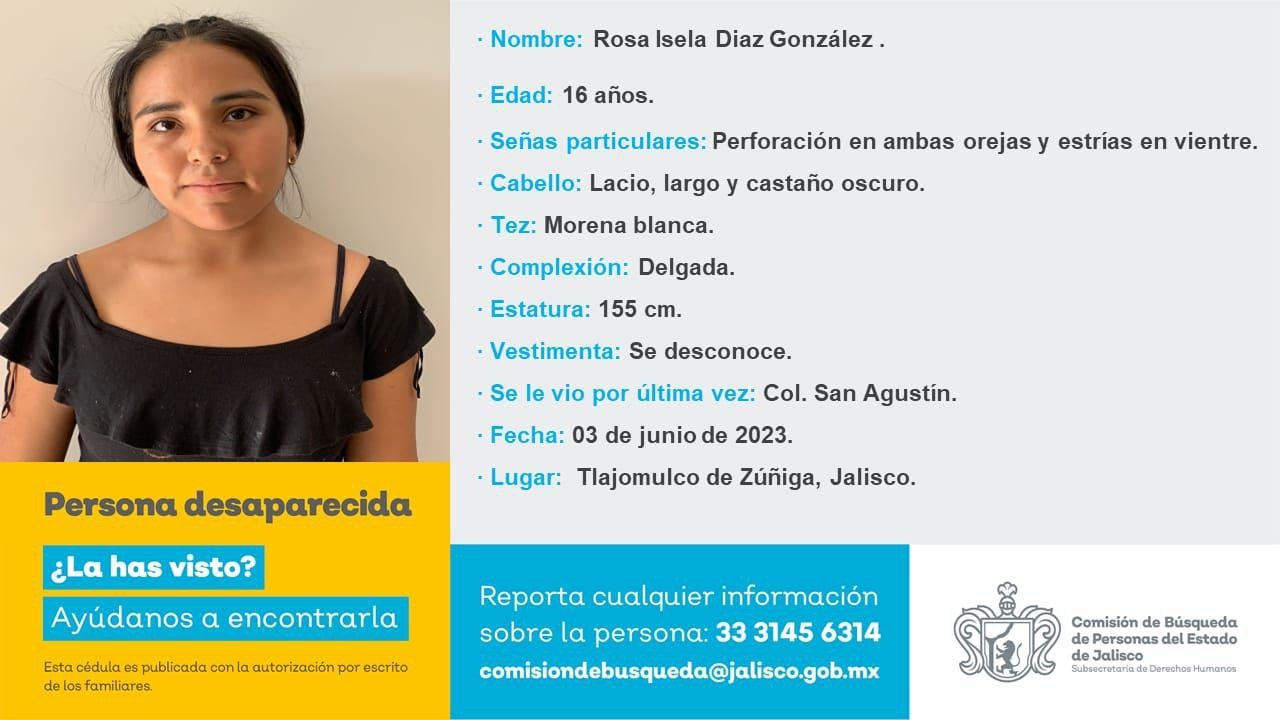 · Nombre: Rosa Isela Diaz González .
· Edad: 16 años.
· Señas particulares: Perforación en ambas orejas y estrías en vientre.
· Cabello: Lacio, largo y castaño oscuro.
· Tez: Morena blanca.
· Complexión: Delgada.
· Estatura: 155 cm.
· Vestimenta: Se desconoce.
· Se le vio por última vez: Col. San Agustín.
· Fecha: 03 de junio de 2023.
· Lugar: Tlajomulco de Zúñiga, Jalisco.
Persona desaparecida
¿La has visto?
Ayúdanos a encontrarla
Esta cédula es publicada con la autorización por escrito
de los familiares.
Reporta cualquier información
sobre la persona: 33 3145 6314
comisiondebusqueda@jalisco.gob.mx
Comisión de Búsqueda
de Personas del Estado
de Jalisco
Subsecretaría de Derechos Humanos